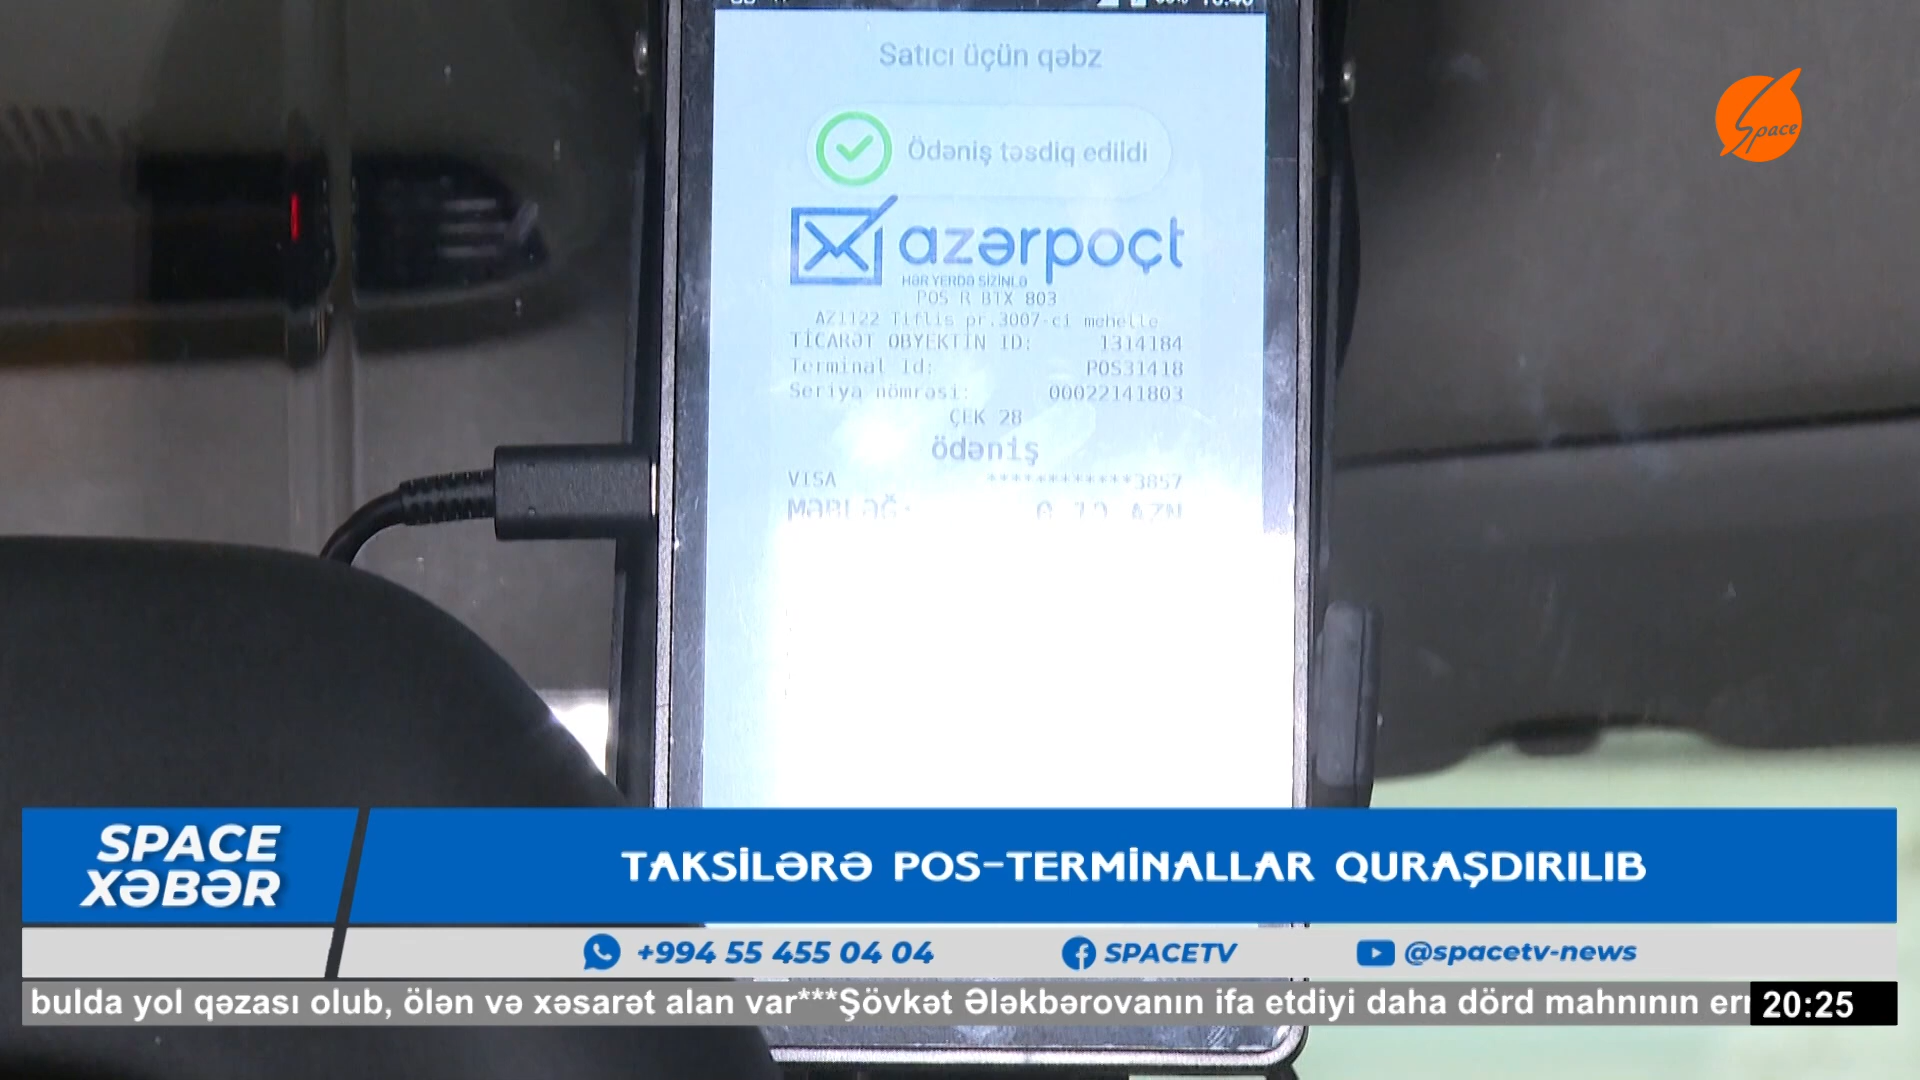 Satıcı üçün qəbz
Space
Ödəniş təsdiq edildi
azərpoçt
HƏR YERDƏ SİZİNLƏ
POS R BTX 803
AZ1122 Tiflis pr.3007-ci mehelle
TİCARƏT OBYEKTİN ID: 1314184
Terminal Id: POS31418
Seriya nömrəsi: 00022141803
ÇEK 28
ödəniş
VISA ************3857
MƏBLƏĞ: AZN
SPACE XƏBƏR
TAKSİLƏRƏ POS-TERMİNALLAR QURAŞDIRILIB
+994 55 455 04 04 SPACETV @spacetv-news
bulda yol qəzası olub, ölən və xəsarət alan var***Şövkət Ələkbərovanın ifa etdiyi daha dörd mahnının 20:25